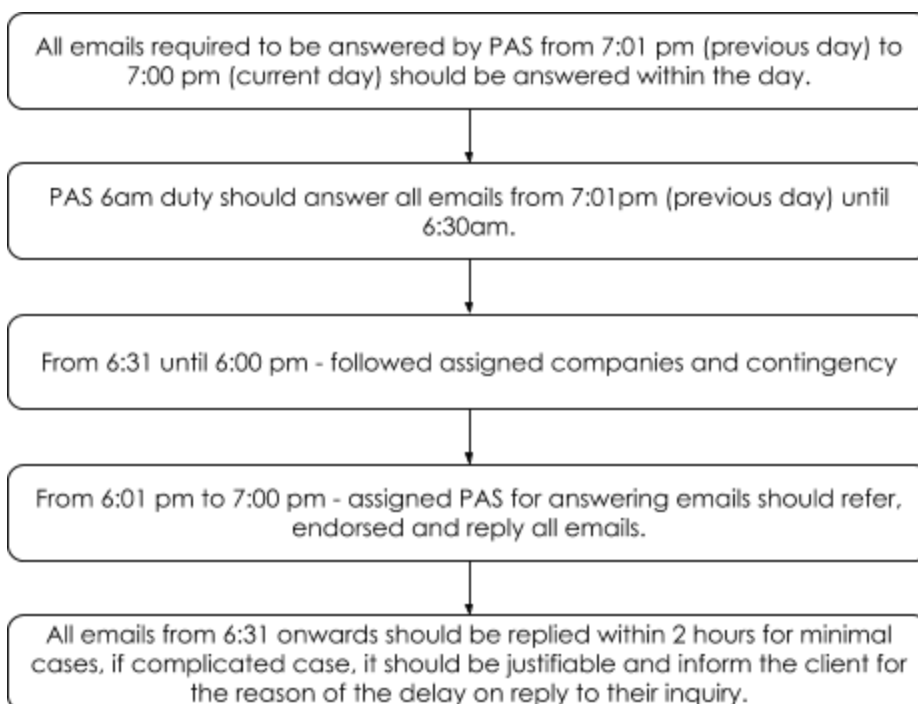 All emails required to be answered by PAS from 7:01 pm (previous day) to
7:00 pm (current day) should be answered within the day.
PAS 6am duty should answer all emails from 7:01pm (previous day) until
6:30am.
From 6:31 until 6:00 pm - followed assigned companies and contingency
From 6:01 pm to 7:00 pm - assigned PAS for answering emails should refer,
endorsed and reply all emails.
All emails from 6:31 onwards should be replied within 2 hours for minimal
cases, if complicated case, it should be justifiable and inform the client for
the reason of the delay on reply to their inquiry.